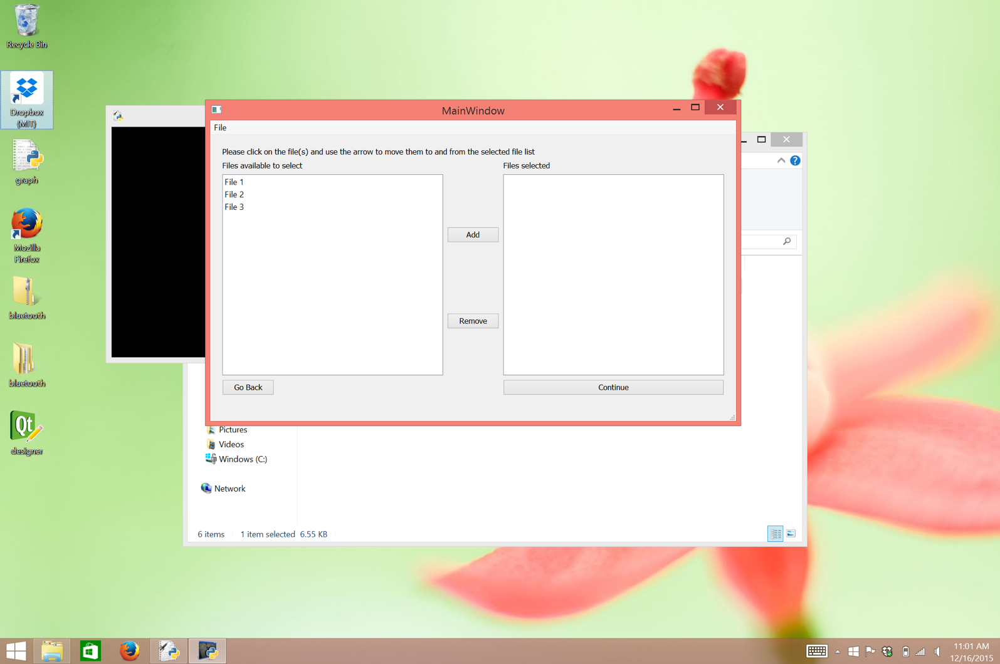 Recycle Bin
Dropbox
(MIT)
graph
Mozilla
Firefox
bluetooth
bluetooth
Qt
designer
MainWindow
File
Please click on the file(s) and use the arrow to move them to and from the selected file list
Files available to select
Files selected
File 1
File 2
File 3
Add
Remove
Go Back
Continue
?
Pictures
Videos
Windows (C:)
Network
6 items
1 item selected 6.55 KB
11:01 AM
12/16/2015